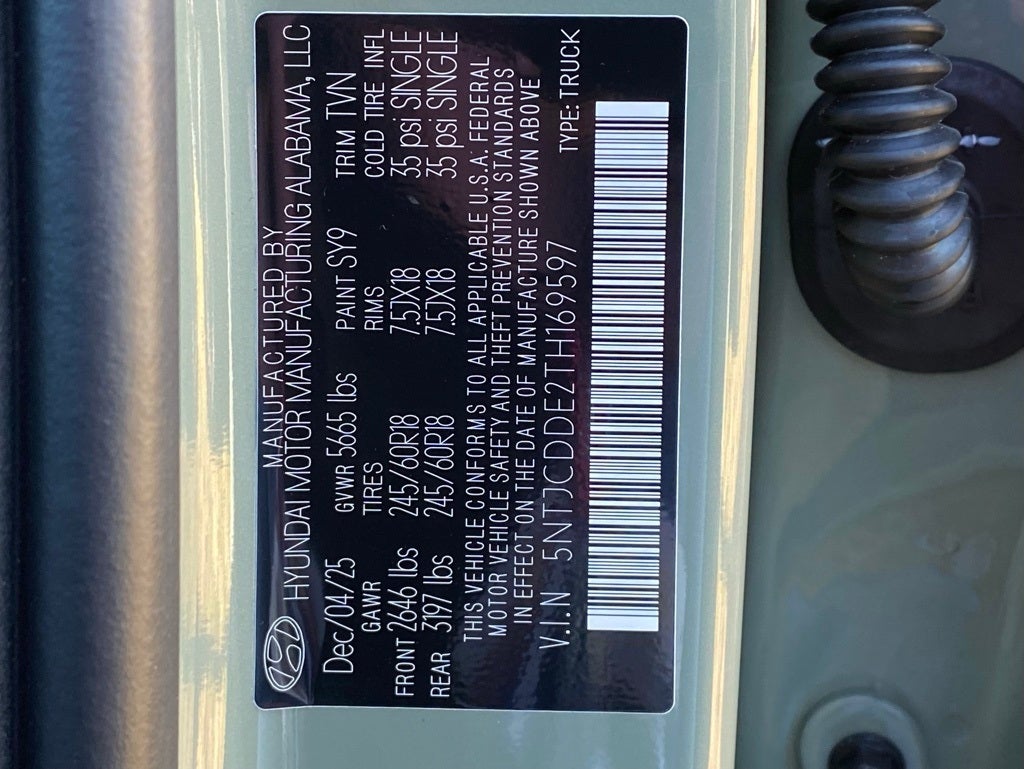 MANUFACTURED BY
HYUNDAI MOTOR MANUFACTURING ALABAMA, LLC
Dec/04/25 GVWR 5665 lbs PAINT SY9 TRIM TVN
GAWR TIRES RIMS COLD TIRE INFL
FRONT 2646 lbs 245/60R18 7.5JX18 35 psi SINGLE
REAR 3197 lbs 245/60R18 7.5JX18 35 psi SINGLE
THIS VEHICLE CONFORMS TO ALL APPLICABLE U.S.A. FEDERAL
MOTOR VEHICLE SAFETY AND THEFT PREVENTION STANDARDS
IN EFFECT ON THE DATE OF MANUFACTURE SHOWN ABOVE
V.I.N 5NTJCDDE2TH169597 TYPE: TRUCK